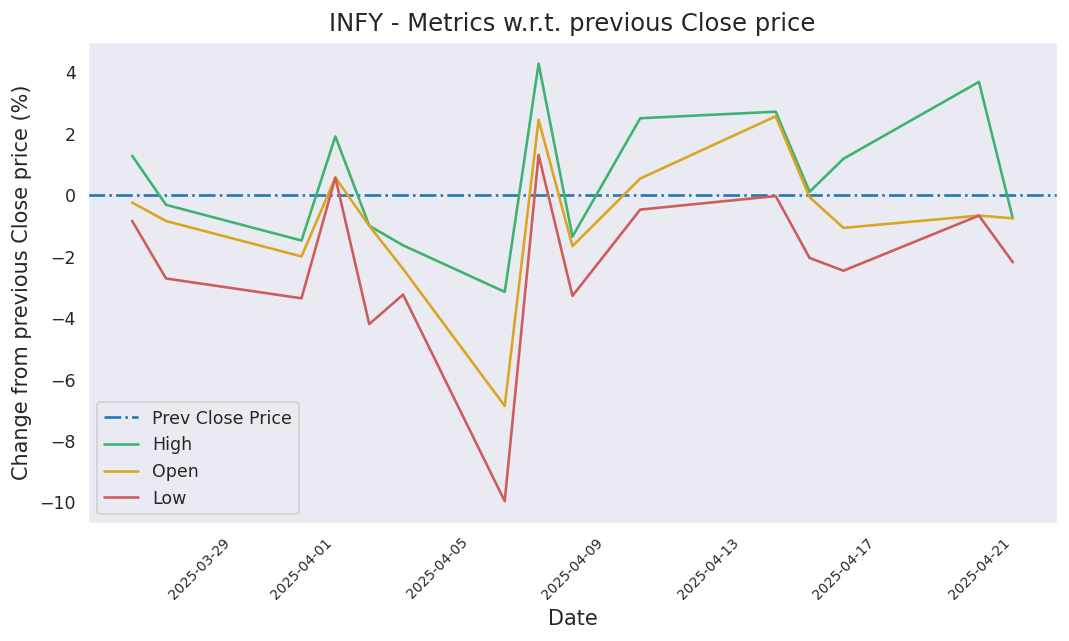 INFY - Metrics w.r.t. previous Close price
Change from previous Close price (%)
4
2
0
−2
−4
−6
−8
−10
Prev Close Price
High
Open
Low
2025-03-29
2025-04-01
2025-04-05
2025-04-09
2025-04-13
2025-04-17
2025-04-21
Date